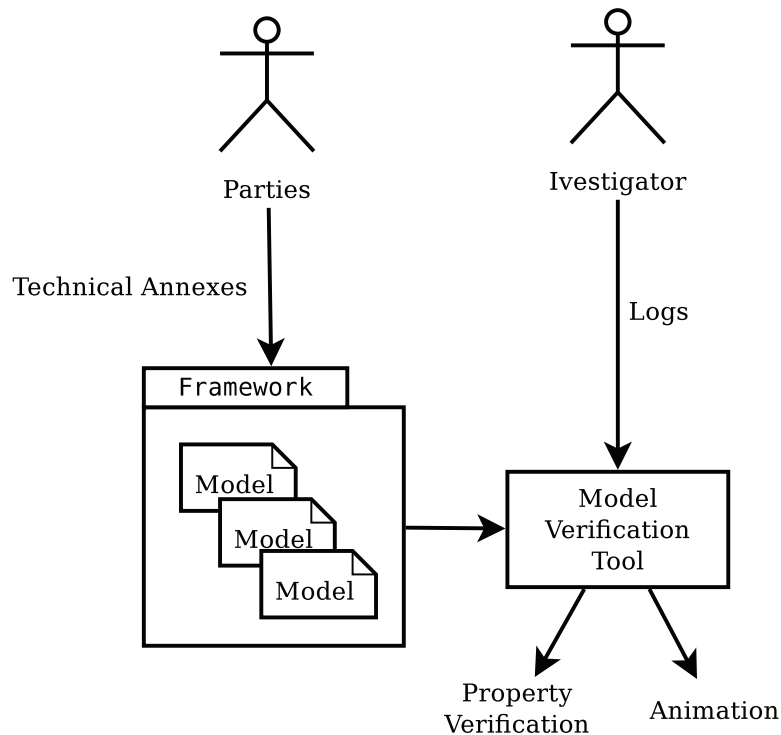 Parties
Ivestigator
Technical Annexes
Logs
Framework
Model
Model
Model
Model
Verification
Tool
Property
Verification
Animation